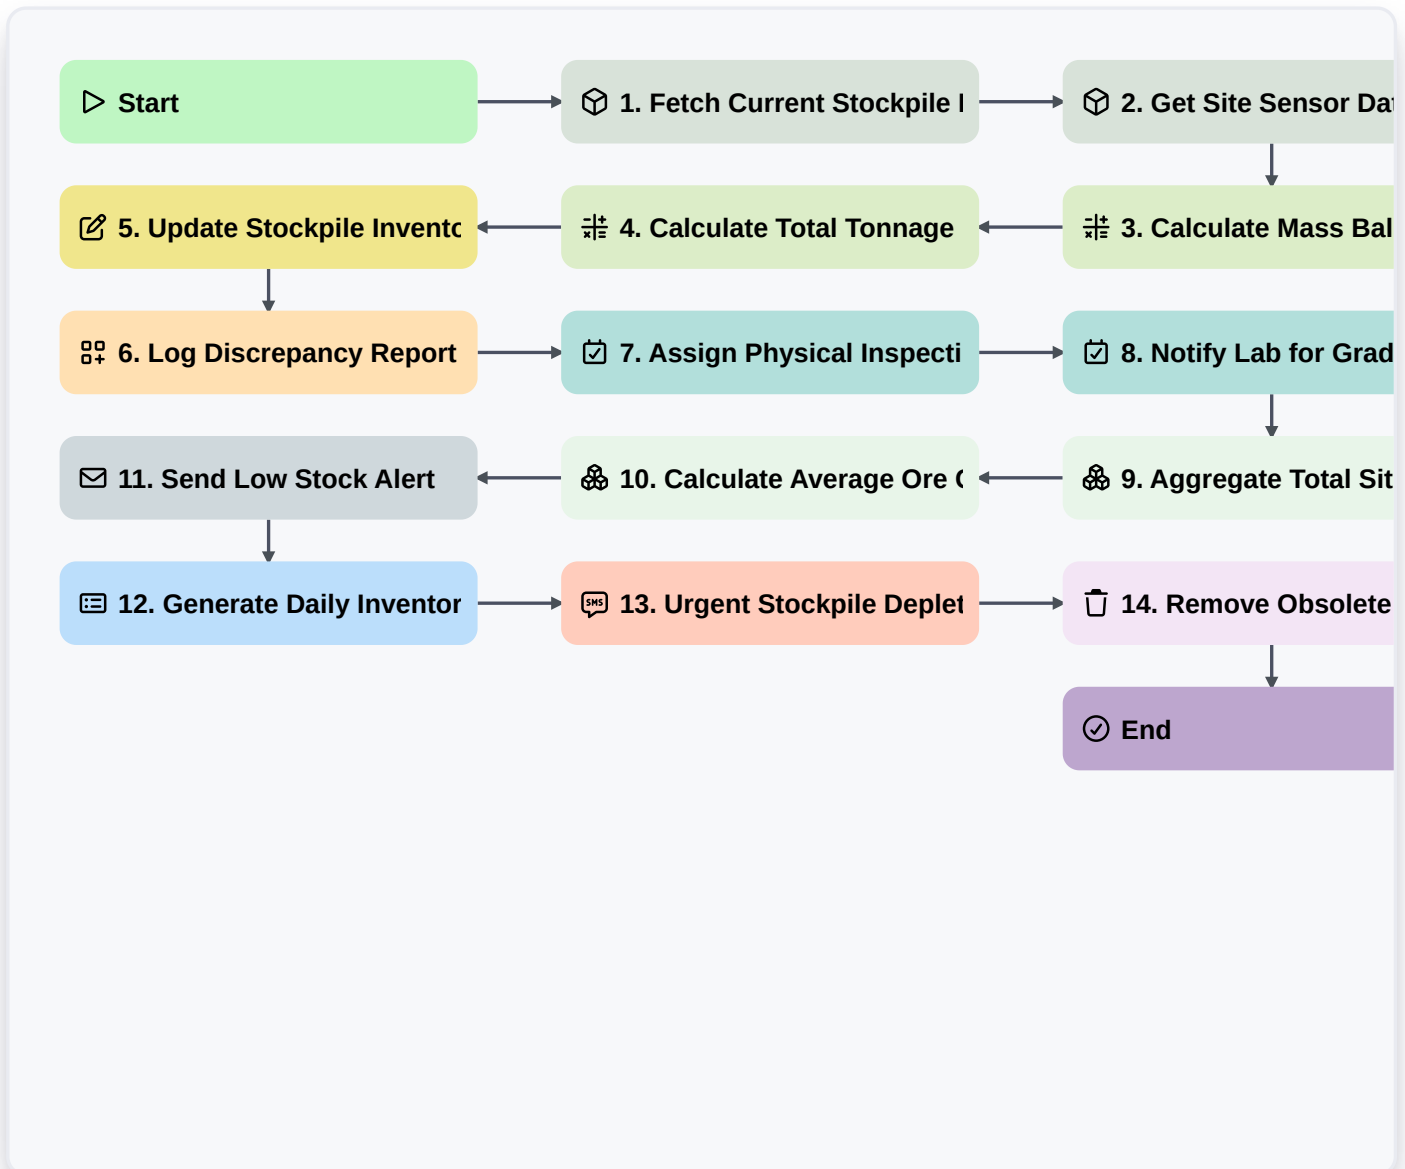 Start
1. Fetch Current Stockpile
2. Get Site Sensor Dat
5. Update Stockpile Invento
4. Calculate Total Tonnage
3. Calculate Mass Bal
6. Log Discrepancy Report
7. Assign Physical Inspecti
8. Notify Lab for Grad
11. Send Low Stock Alert
10. Calculate Average Ore
9. Aggregate Total Sit
12. Generate Daily Inventor
SMS
13. Urgent Stockpile Deplet
14. Remove Obsolete
End